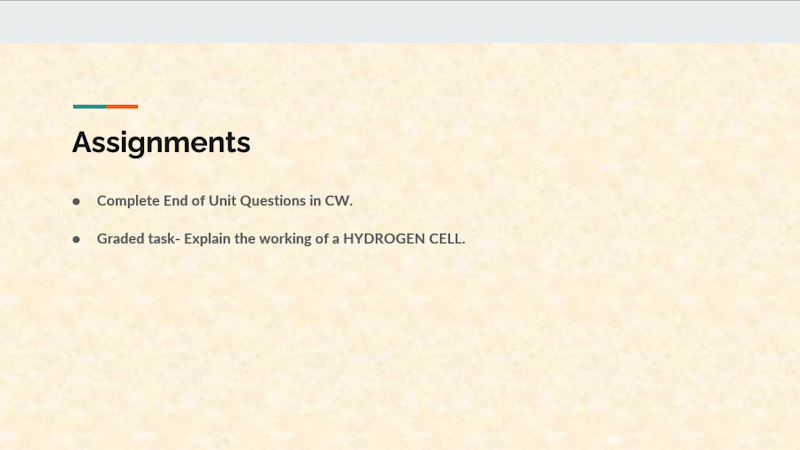 Assignments
● Complete End of Unit Questions in CW.
● Graded task- Explain the working of a HYDROGEN CELL.